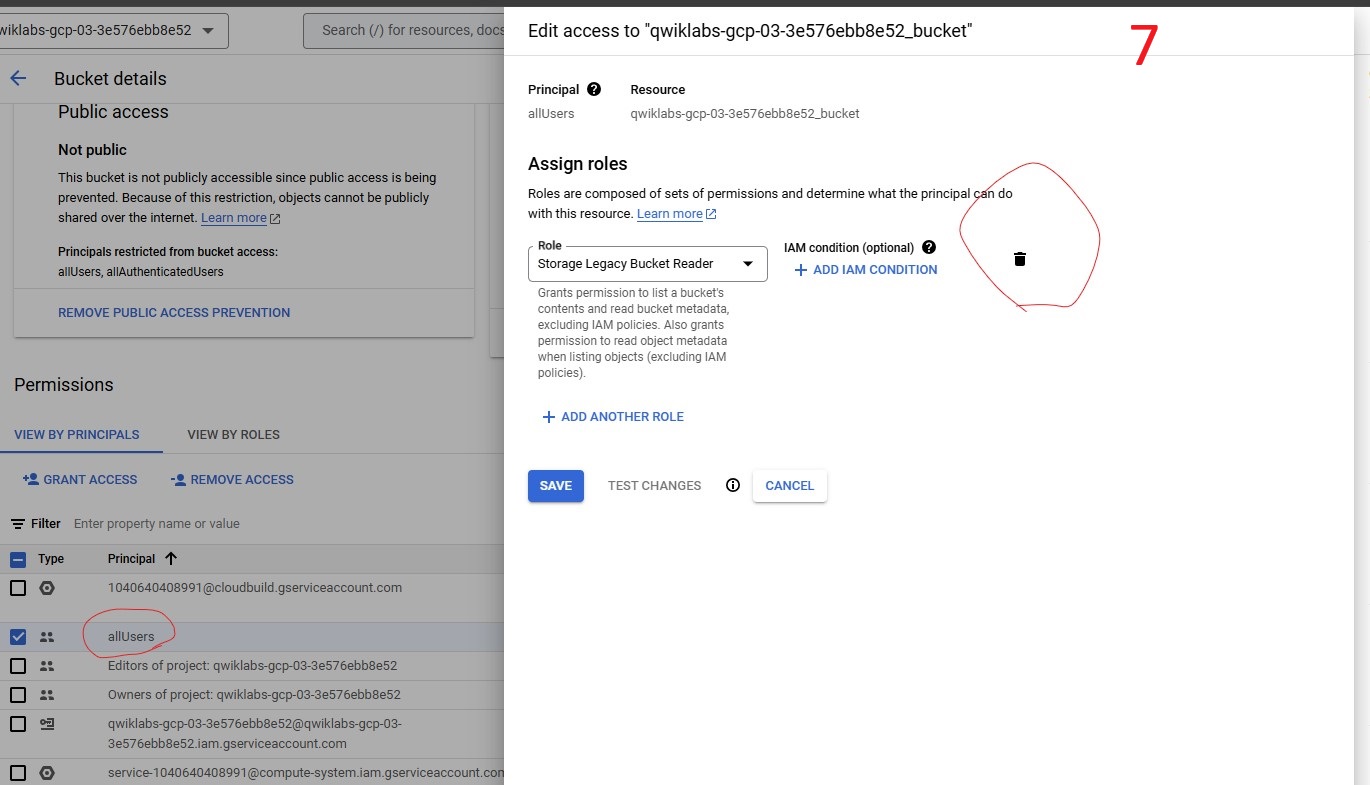 wiklabs-gcp-03-3e576ebb8e52
Search (/) for resources, docs
Bucket details
Public access
Not public
This bucket is not publicly accessible since public access is being
prevented. Because of this restriction, objects cannot be publicly
shared over the internet. Learn more
Principals restricted from bucket access:
allUsers, allAuthenticatedUsers
REMOVE PUBLIC ACCESS PREVENTION
Permissions
VIEW BY PRINCIPALS VIEW BY ROLES
GRANT ACCESS REMOVE ACCESS
Filter Enter property name or value
Type Principal
1040640408991@cloudbuild.gserviceaccount.com
allUsers
Editors of project: qwiklabs-gcp-03-3e576ebb8e52
Owners of project: qwiklabs-gcp-03-3e576ebb8e52
qwiklabs-gcp-03-3e576ebb8e52@qwiklabs-gcp-03-
3e576ebb8e52.iam.gserviceaccount.com
service-1040640408991@compute-system.iam.gserviceaccount.con
Edit access to "qwiklabs-gcp-03-3e576ebb8e52_bucket"
7
Principal Resource
allUsers qwiklabs-gcp-03-3e576ebb8e52_bucket
Assign roles
Roles are composed of sets of permissions and determine what the principal can do
with this resource. Learn more
Role
Storage Legacy Bucket Reader
IAM condition (optional)
ADD IAM CONDITION
Grants permission to list a bucket's
contents and read bucket metadata,
excluding IAM policies. Also grants
permission to read object metadata
when listing objects (excluding IAM
policies).
ADD ANOTHER ROLE
SAVE TEST CHANGES CANCEL